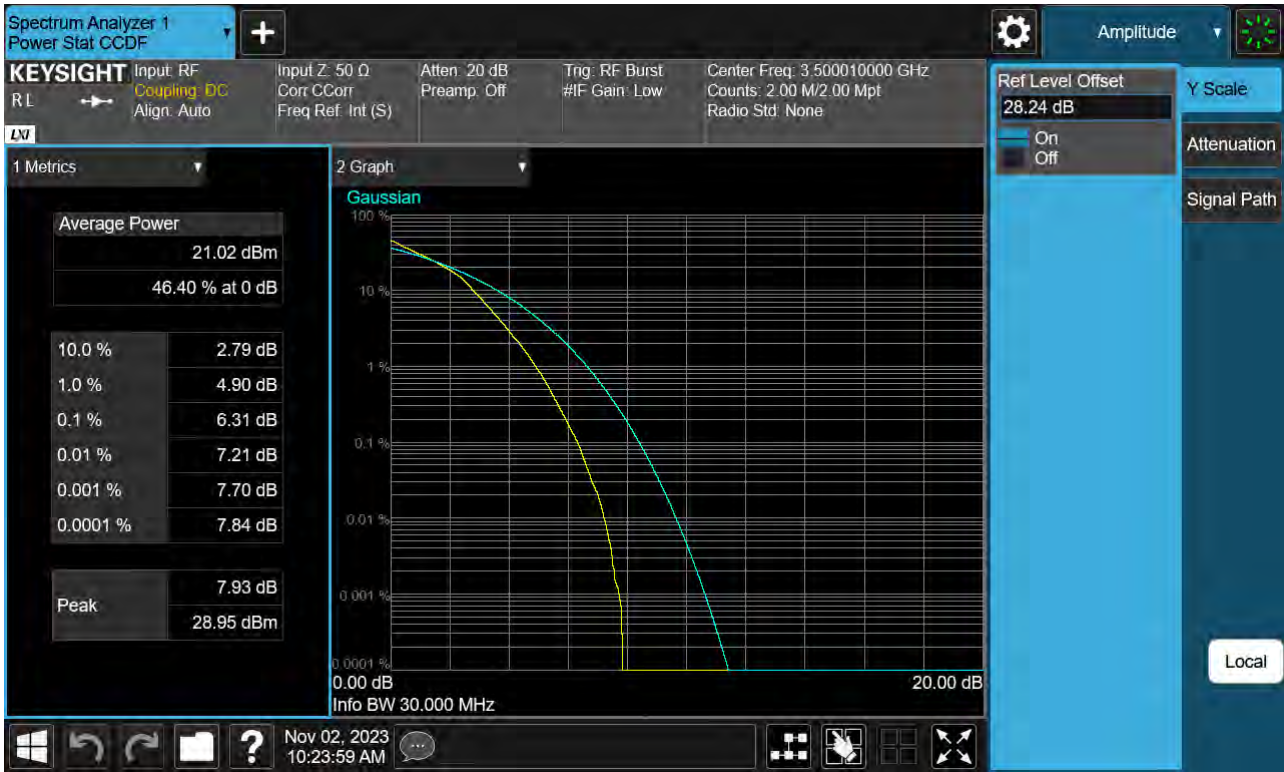 Spectrum Analyzer 1
Power Stat CCDF
+
Amplitude
KEYSIGHT
RL
LXI
Input: RF
Coupling: DC
Align: Auto
Input Z: 50 Ω
Corr CCorr
Freq Ref: Int (S)
Atten: 20 dB
Preamp: Off
Trig: RF Burst
#IF Gain: Low
Center Freq: 3.500010000 GHz
Counts: 2.00 M/2.00 Mpt
Radio Std: None
Ref Level Offset
28.24 dB
On
Off
Y Scale
Attenuation
Signal Path
Local
1 Metrics
Average Power
21.02 dBm
46.40 % at 0 dB
10.0 % 2.79 dB
1.0 % 4.90 dB
0.1 % 6.31 dB
0.01 % 7.21 dB
0.001 % 7.70 dB
0.0001 % 7.84 dB
Peak
7.93 dB
28.95 dBm
2 Graph
Gaussian
100 %
10 %
1 %
0.1 %
0.01 %
0.001 %
0.0001 %
0.00 dB 20.00 dB
Info BW 30.000 MHz
?
Nov 02, 2023
10:23:59 AM